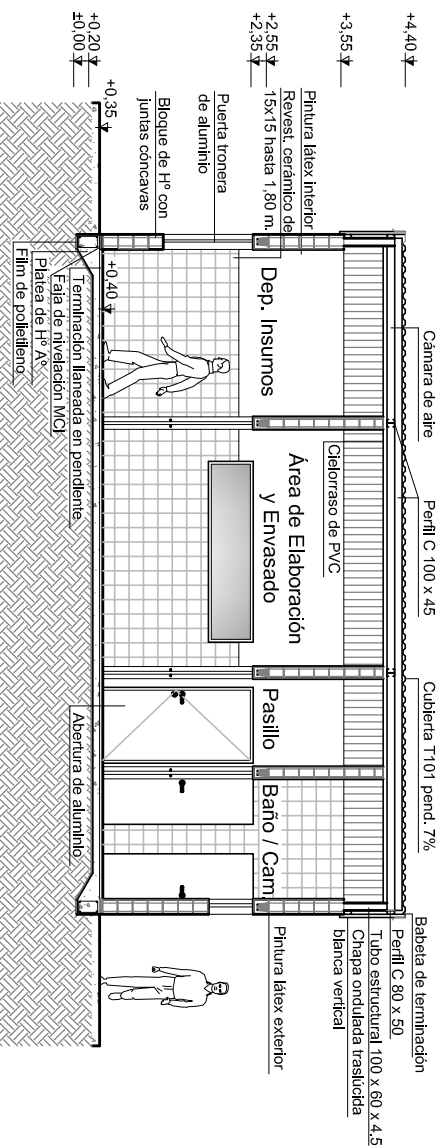 +4,40
+3,55
+2,55
+2,35
+0,20
±0,00
+0,35
+0,40
Cámara de aire
Perfil C 100 x 45
Cubierta T101 pend. 7%
Babeta de terminación
Perfil C 80 x 50
Tubo estructural 100 x 60 x 4.5
Chapa ondulada traslúcida
blanca vertical
Pintura látex interior
Revest. cerámico de
15x15 hasta 1,80 m.
Puerta tronera
de aluminio
Bloque de Hº con
juntas cóncavas
Dep. Insumos
Cielorraso de PVC
Área de Elaboración
y Envasado
Pasillo
Baño / Cam
Pintura látex exterior
Terminación llaneada en pendiente
Faja de nivelación MCI
Platea de Hº Aº
Film de polietileno
Abertura de aluminio